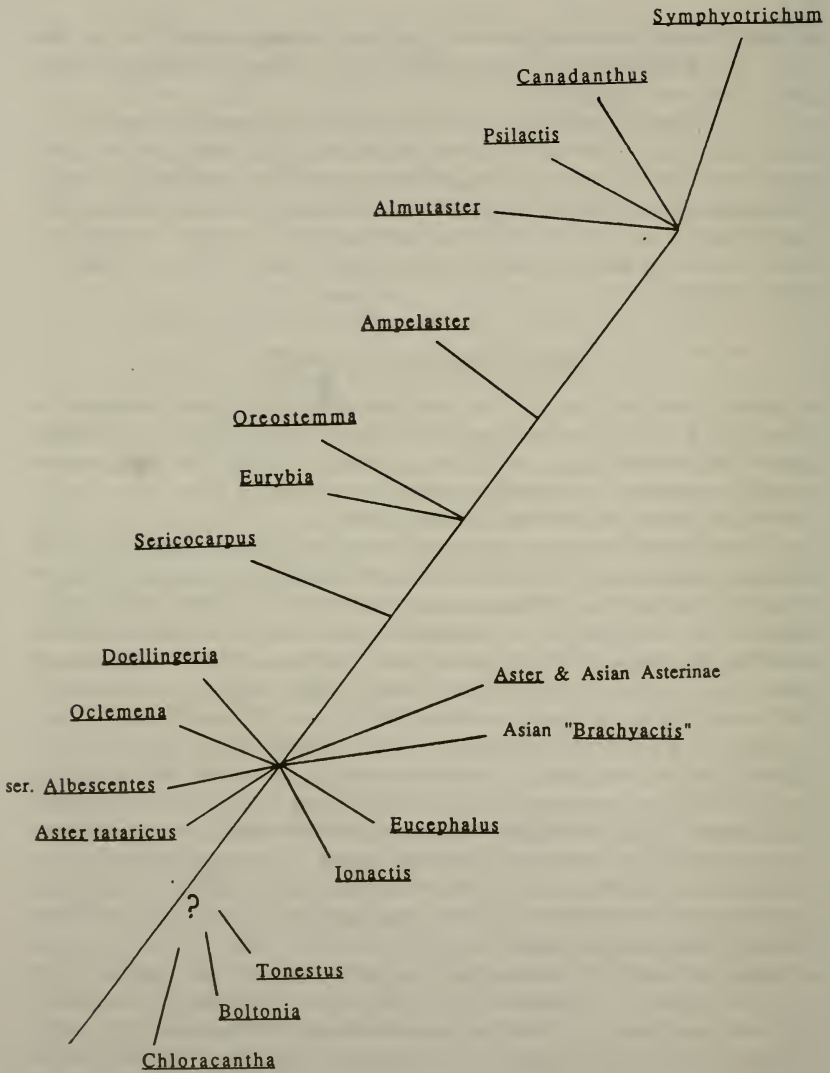 Symphyotrichum
Canadanthus
Psilactis
Almutaster
Ampelaster
Oreostemma
Eurybia
Sericocarpus
Doellingeria
Aster & Asian Asterinae
Oclemena
Asian "Brachyactis"
ser. Albescentes
Aster tataricus
Eucephalus
Ionactis
?
Tonestus
Boltonia
Chloracantha